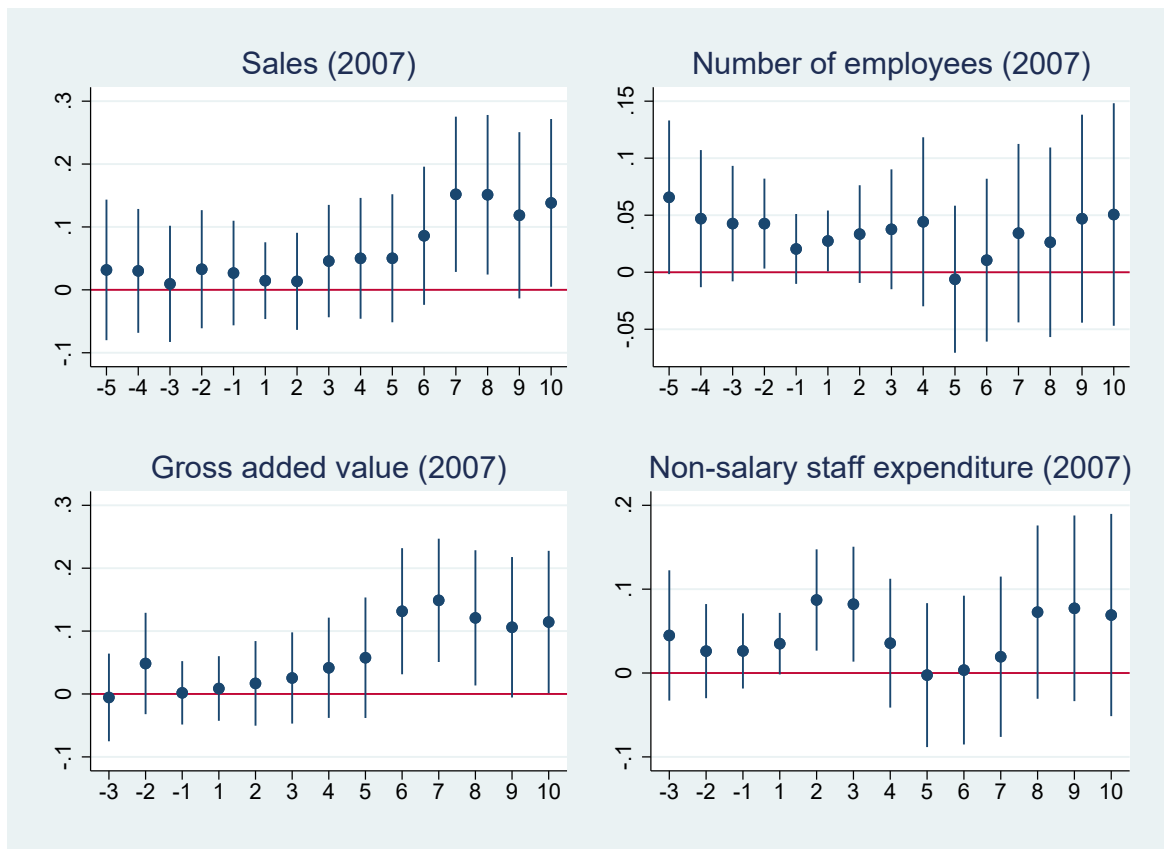 Sales (2007)
.3
.2
.1
0
-.1
-5 -4 -3 -2 -1 1 2 3 4 5 6 7 8 9 10
Number of employees (2007)
.15
.1
.05
0
-.05
-5 -4 -3 -2 -1 1 2 3 4 5 6 7 8 9 10
Gross added value (2007)
.3
.2
.1
0
-.1
-3 -2 -1 1 2 3 4 5 6 7 8 9 10
Non-salary staff expenditure (2007)
.2
.1
0
-.1
-3 -2 -1 1 2 3 4 5 6 7 8 9 10